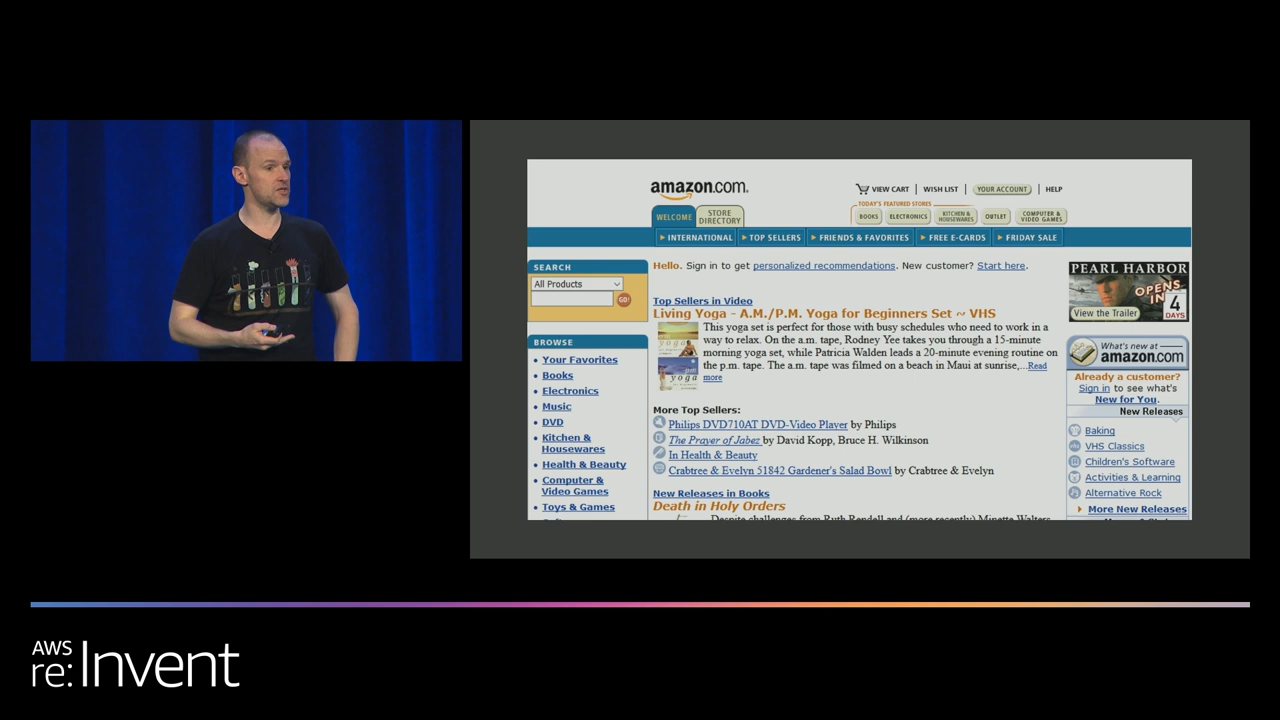 amazon.com.
VIEW CART | WISH LIST | YOUR ACCOUNT | HELP
TODAY'S FEATURED STORES
WELCOME
STORE
DIRECTORY
BOOKS
ELECTRONICS
KITCHEN &
HOUSEWARES
OUTLET
COMPUTER &
VIDEO GAMES
INTERNATIONAL
TOP SELLERS
FRIENDS & FAVORITES
FREE E-CARDS
FRIDAY SALE
SEARCH
All Products
GO!
BROWSE
• Your Favorites
• Books
• Electronics
• Music
• DVD
• Kitchen &
Housewares
• Health & Beauty
• Computer &
Video Games
• Toys & Games
Hello. Sign in to get personalized recommendations. New customer? Start here.
Top Sellers in Video
Living Yoga - A.M./P.M. Yoga for Beginners Set ~ VHS
This yoga set is perfect for those with busy schedules who need to work in a
way to relax. On the a.m. tape, Rodney Yee takes you through a 15-minute
morning yoga set, while Patricia Walden leads a 20-minute evening routine on
the p.m. tape. The a.m. tape was filmed on a beach in Maui at sunrise,...Read
more
More Top Sellers:
Philips DVD710AT DVD-Video Player by Philips
The Prayer of Jabez by David Kopp, Bruce H. Wilkinson
In Health & Beauty
Crabtree & Evelyn 51842 Gardener's Salad Bowl by Crabtree & Evelyn
New Releases in Books
Death in Holy Orders
Despite challenges from Ruth Rendell and (more recently) Minette Walters
PEARL HARBOR
OPENS
IN
4
DAYS
View the Trailer
What's new at
amazon.com
Already a customer?
Sign in to see what's
New for You.
New Releases
Baking
VHS Classics
Children's Software
Activities & Learning
Alternative Rock
More New Releases
AWS
re:Invent